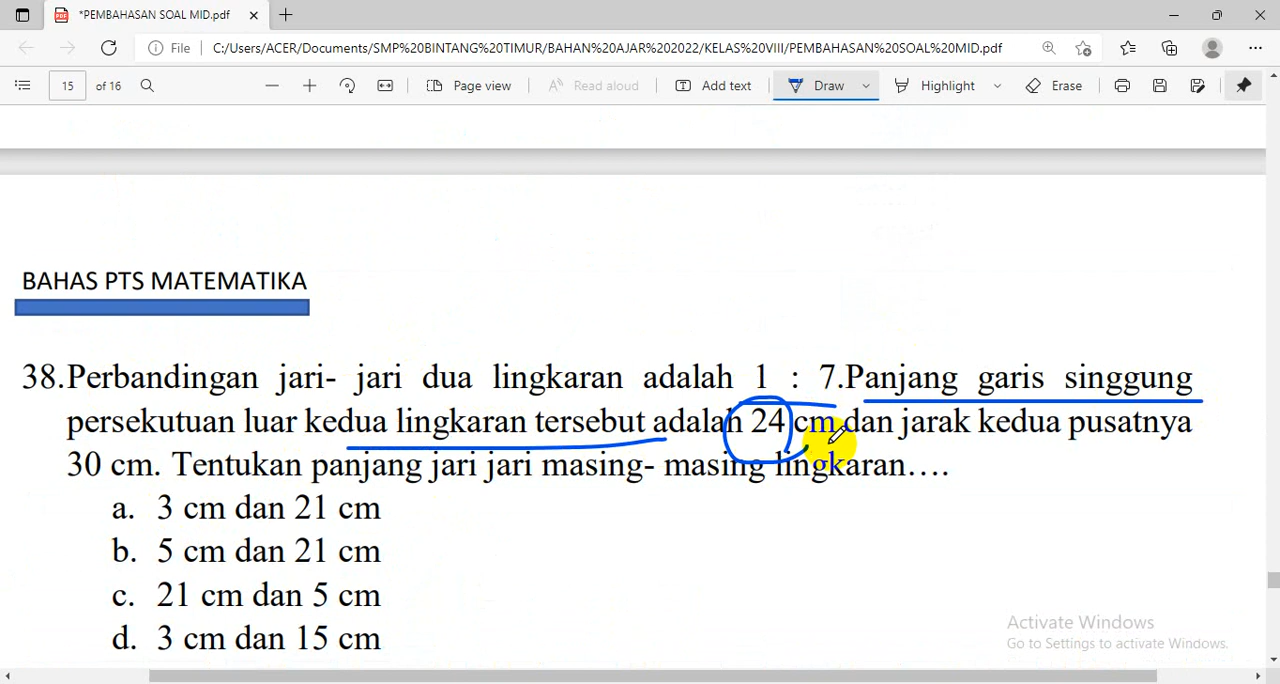 *PEMBAHASAN SOAL MID.pdf
File C:/Users/ACER/Documents/SMP%20BINTANG%20TIMUR/BAHAN%20AJAR%202022/KELAS%20VIII/PEMBAHASAN%20SOAL%20MID.pdf
15 of 16 Page view Read aloud Add text Draw Highlight Erase
BAHAS PTS MATEMATIKA
38.Perbandingan jari- jari dua lingkaran adalah 1 : 7.Panjang garis singgung
persekutuan luar kedua lingkaran tersebut adalah 24 cm dan jarak kedua pusatnya
30 cm. Tentukan panjang jari jari masing- masing lingkaran….
a. 3 cm dan 21 cm
b. 5 cm dan 21 cm
c. 21 cm dan 5 cm
d. 3 cm dan 15 cm
Activate Windows
Go to Settings to activate Windows.